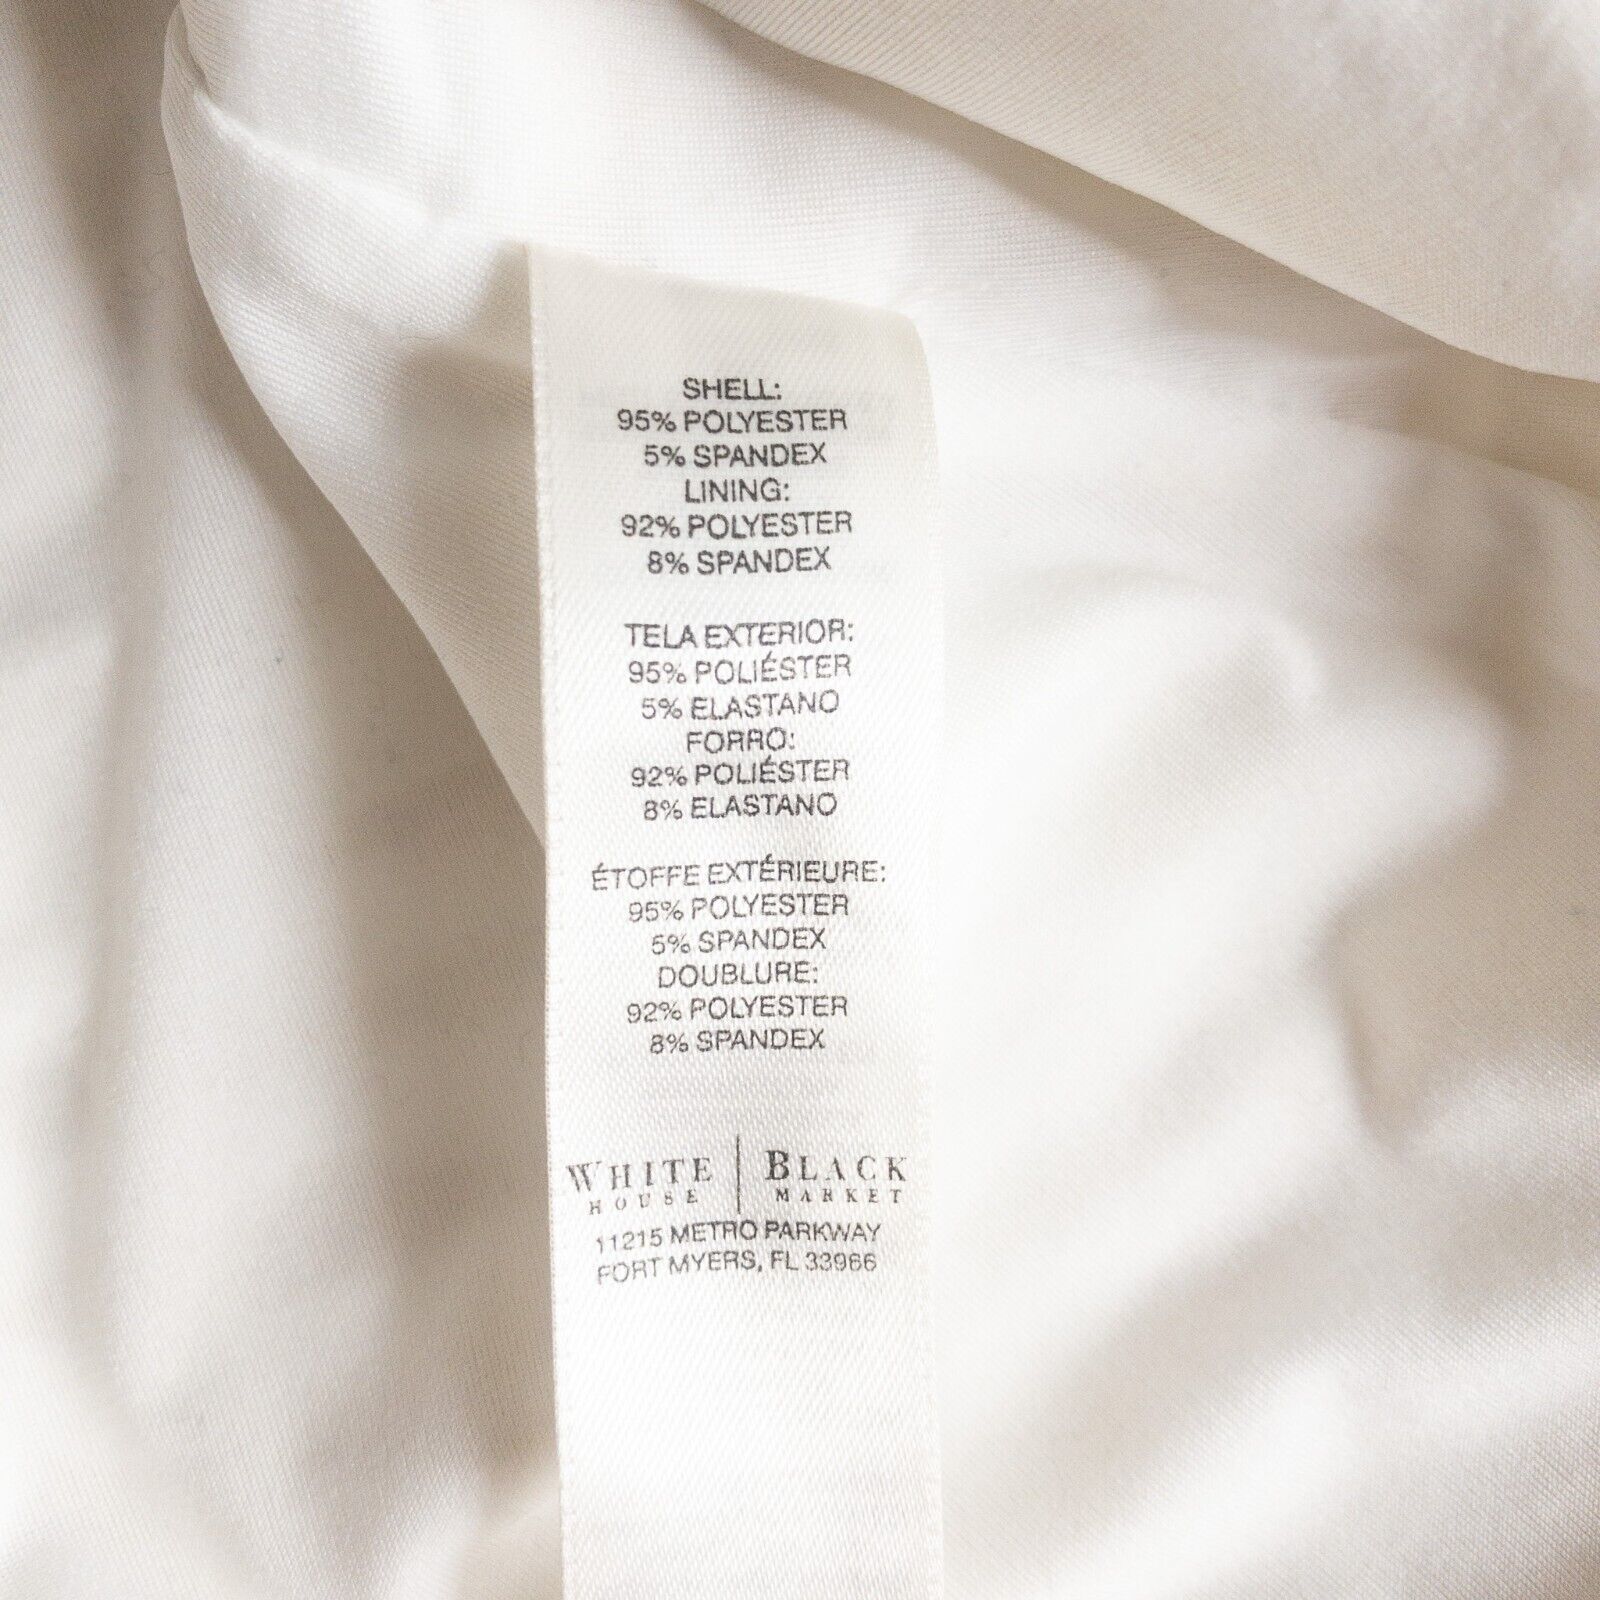 SHELL:
95% POLYESTER
5% SPANDEX
LINING:
92% POLYESTER
8% SPANDEX
TELA EXTERIOR:
95% POLIÉSTER
5% ELASTANO
FORRO:
92% POLIÉSTER
8% ELASTANO
ÉTOFFE EXTÉRIEURE:
95% POLYESTER
5% SPANDEX
DOUBLURE:
92% POLYESTER
8% SPANDEX
WHITE | BLACK
HOUSE | MARKET
11215 METRO PARKWAY
FORT MYERS, FL 33966